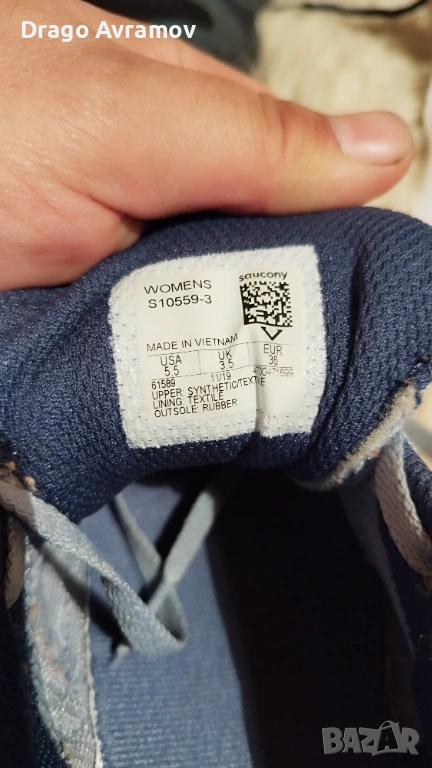 Drago Avramov
WOMENS
S10559-3
saucony
MADE IN VIETNAM
USA UK EUR
5.5 3.5 36
61589 11/19
UPPER: SYNTHETIC/TEXTILE
LINING: TEXTILE
OUTSOLE: RUBBER
BAZAR